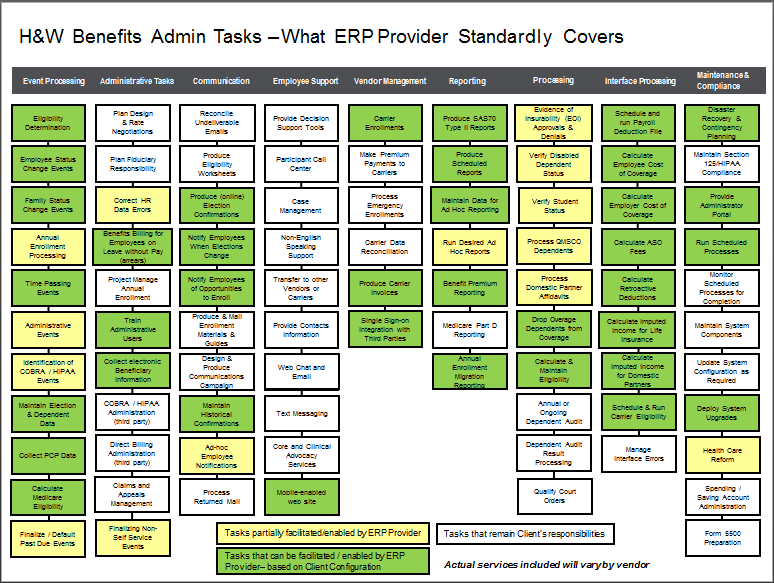 H&W Benefits Admin Tasks –What ERP Provider Standardly Covers
Event Processing
Administrative Tasks
Communication
Employee Support
Vendor Management
Reporting
Processing
Interface Processing
Maintenance &
Compliance
Eligibility
Determination
Employee Status
Change Events
Family Status
Change Events
Annual
Enrollment
Processing
Time Passing
Events
Administrative
Events
Identification of
COBRA / HIPAA
Events
Maintain Election
& Dependent
Data
Collect PCP Data
Calculate
Medicare
Eligibility
Finalize / Default
Past Due Events
Plan Design
& Rate
Negotiations
Plan Fiduciary
Responsibility
Correct HR
Data Errors
Benefits Billing for
Employees on
Leave without Pay
(arrears)
Project Manage
Annual
Enrollment
Train
Administrative
Users
Collect electronic
Beneficiary
Information
COBRA / HIPAA
Administration
(third party)
Direct Billing
Administration
(third party)
Claims and
Appeals
Management
Finalizing Non-
Self Service
Events
Reconcile
Undeliverable
Emails
Produce
Eligibility
Worksheets
Produce (online)
Election
Confirmations
Notify Employees
When Elections
Change
Notify Employees
of Opportunities
to Enroll
Produce & Mail
Enrollment
Materials &
Guides
Design &
Produce
Communications
Campaign
Maintain
Historical
Confirmations
Ad-hoc
Employee
Notifications
Process
Returned Mail
Provide Decision
Support Tools
Participant Call
Center
Case
Management
Non-English
Speaking
Support
Transfer to other
Vendors or
Carriers
Provide Contacts
Information
Web Chat and
Email
Text Messaging
Core and Clinical
Advocacy
Services
Mobile-enabled
web site
Carrier
Enrollments
Make Premium
Payments to
Carriers
Process
Emergency
Enrollments
Carrier Data
Reconciliation
Produce Carrier
Invoices
Single Sign-on
Integration with
Third Parties
Produce SAS70
Type II Reports
Produce
Scheduled
Reports
Maintain Data for
Ad Hoc Reporting
Run Desired Ad
Hoc Reports
Benefit Premium
Reporting
Medicare Part D
Reporting
Annual
Enrollment
Migration
Reporting
Evidence of
Insurability (EOI)
Approvals &
Denials
Verify Disabled
Dependent
Status
Verify Student
Status
Process QMSCO
Dependents
Process
Domestic Partner
Affidavits
Drop Overage
Dependents from
Coverage
Calculate &
Maintain
Eligibility
Annual or
Ongoing
Dependent Audit
Dependent Audit
Result
Processing
Qualify Court
Orders
Schedule and
run Payroll
Deduction File
Calculate
Employee Cost
of Coverage
Calculate
Employer Cost of
Coverage
Calculate ASO
Fees
Calculate
Retroactive
Deductions
Calculate Imputed
Income for Life
Insurance
Calculate
Imputed Income
for Domestic
Partners
Schedule & Run
Carrier Eligibility
Manage
Interface Errors
Disaster
Recovery &
Contingency
Planning
Maintain Section
125/HIPAA
Compliance
Provide
Administrator
Portal
Run Scheduled
Processes
Monitor
Scheduled
Processes for
Completion
Maintain System
Components
Update System
Configuration as
Required
Deploy System
Upgrades
Health Care
Reform
Spending /
Saving Account
Administration
Form 5500
Preparation
Tasks partially facilitated/enabled by ERP Provider
Tasks that remain Client's responsibilities
Tasks that can be facilitated / enabled by ERP
Provider– based on Client Configuration
Actual services included will vary by vendor